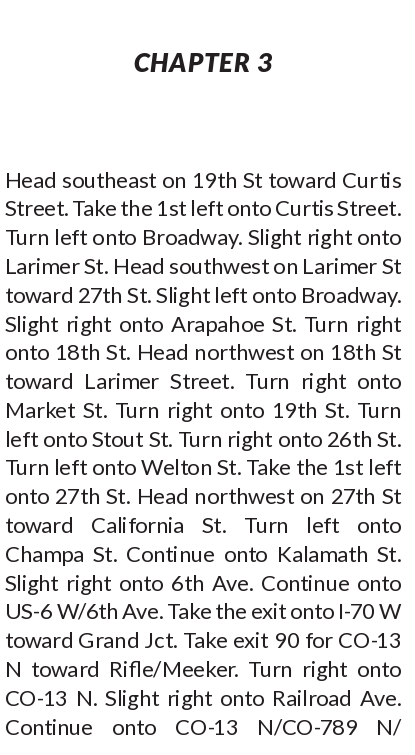 CHAPTER 3
Head southeast on 19th St toward Curtis
Street. Take the 1st left onto Curtis Street.
Turn left onto Broadway. Slight right onto
Larimer St. Head southwest on Larimer St
toward 27th St. Slight left onto Broadway.
Slight right onto Arapahoe St. Turn right
onto 18th St. Head northwest on 18th St
toward Larimer Street. Turn right onto
Market St. Turn right onto 19th St. Turn
left onto Stout St. Turn right onto 26th St.
Turn left onto Welton St. Take the 1st left
onto 27th St. Head northwest on 27th St
toward California St. Turn left onto
Champa St. Continue onto Kalamath St.
Slight right onto 6th Ave. Continue onto
US-6 W/6th Ave. Take the exit onto I-70 W
toward Grand Jct. Take exit 90 for CO-13
N toward Rifle/Meeker. Turn right onto
CO-13 N. Slight right onto Railroad Ave.
Continue onto CO-13 N/CO-789 N/